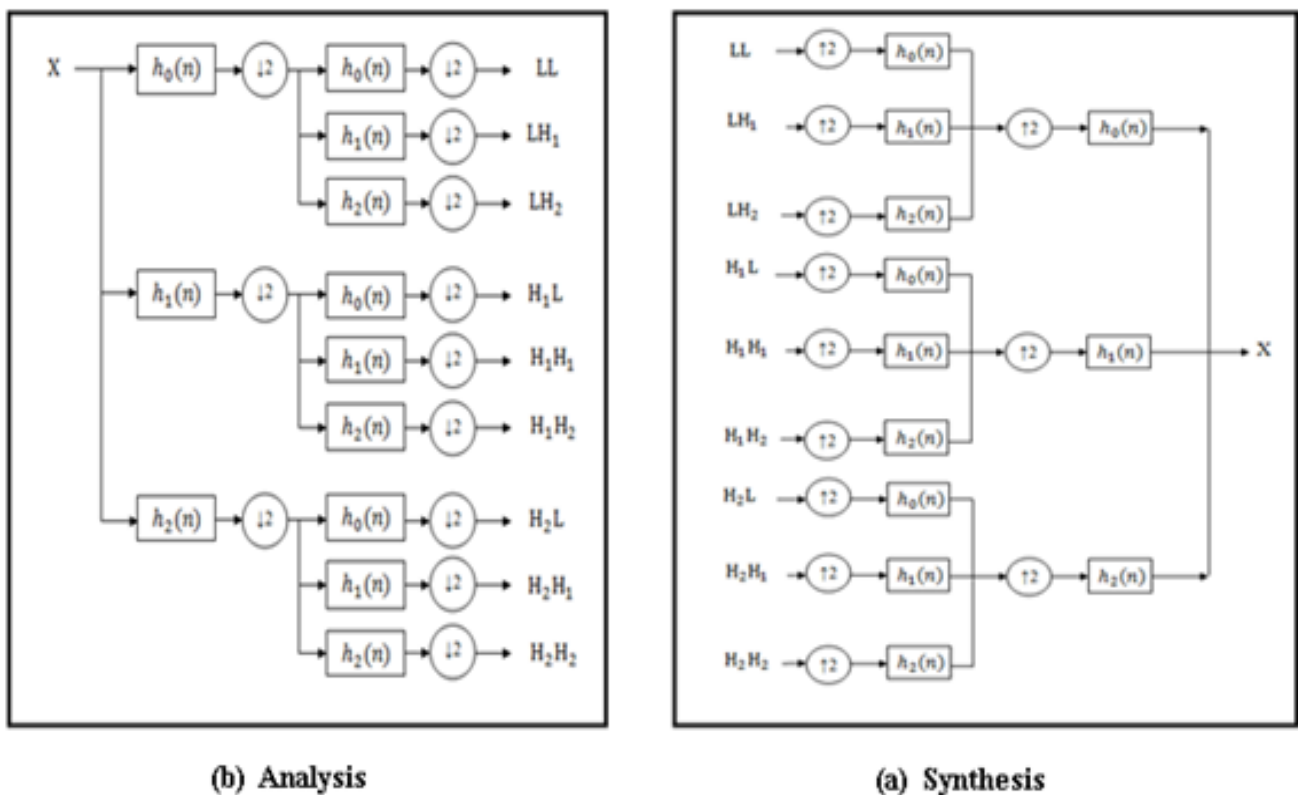 X h₀(n) ↓2 h₀(n) ↓2 LL
h₁(n) ↓2 LH₁
h₂(n) ↓2 LH₂
h₁(n) ↓2 h₀(n) ↓2 H₁L
h₁(n) ↓2 H₁H₁
h₂(n) ↓2 H₁H₂
h₂(n) ↓2 h₀(n) ↓2 H₂L
h₁(n) ↓2 H₂H₁
h₂(n) ↓2 H₂H₂
(b) Analysis
LL ↑2 h₀(n)
LH₁ ↑2 h₁(n) ↑2 h₀(n)
LH₂ ↑2 h₂(n)
H₁L ↑2 h₀(n)
H₁H₁ ↑2 h₁(n) ↑2 h₁(n) X
H₁H₂ ↑2 h₂(n)
H₂L ↑2 h₀(n)
H₂H₁ ↑2 h₁(n) ↑2 h₂(n)
H₂H₂ ↑2 h₂(n)
(a) Synthesis